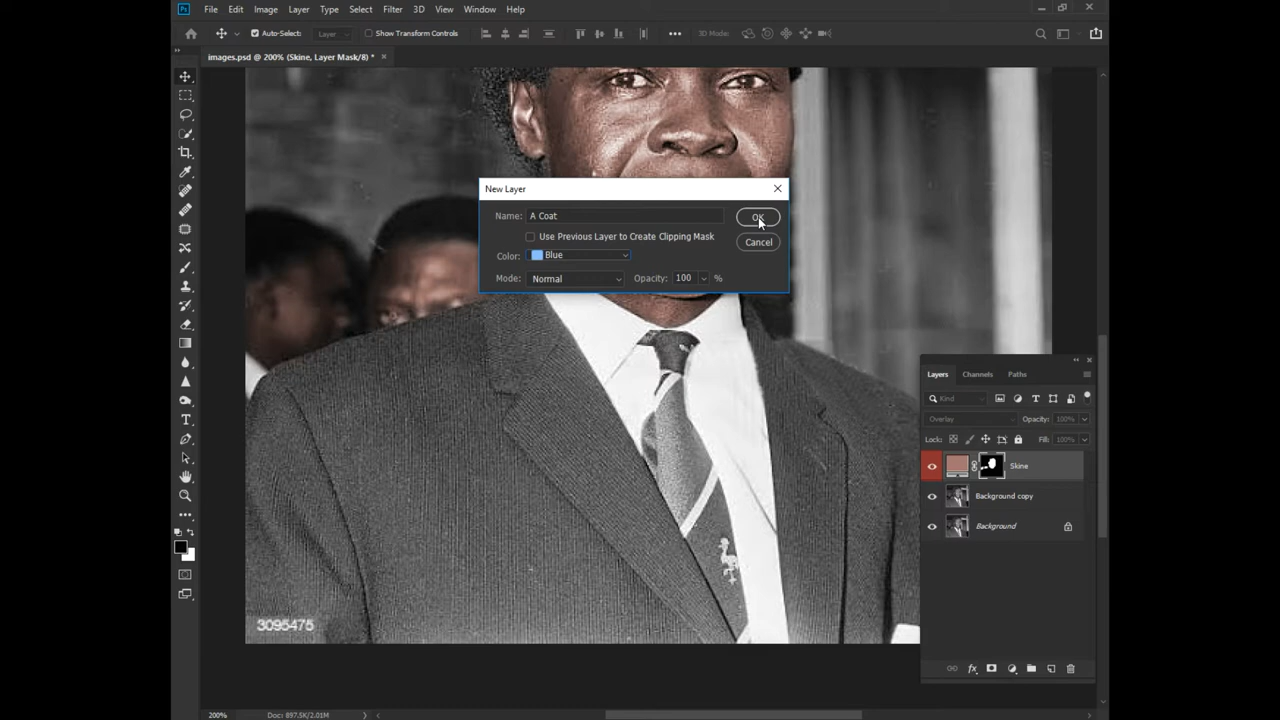 Ps File Edit Image Layer Type Select Filter 3D View Window Help
Auto-Select: Layer Show Transform Controls 3D Mode:
images.psd @ 200% (Skine, Layer Mask/8) *
New Layer
Name: A Coat
OK
Use Previous Layer to Create Clipping Mask
Cancel
Color: Blue
Mode: Normal Opacity: 100 %
Layers Channels Paths
Kind
Overlay Opacity: 100%
Lock: Fill: 100%
Skine
Background copy
Background
fx
3095475
200% Doc: 897.5K/2.01M